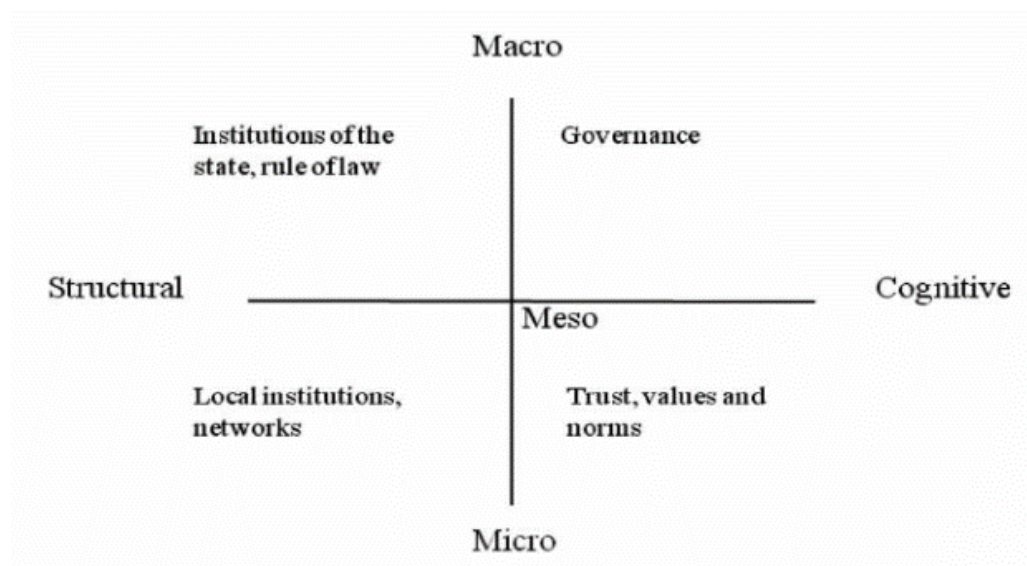 Macro
Institutions of the
state, rule of law
Governance
Structural
Cognitive
Meso
Local institutions,
networks
Trust, values and
norms
Micro